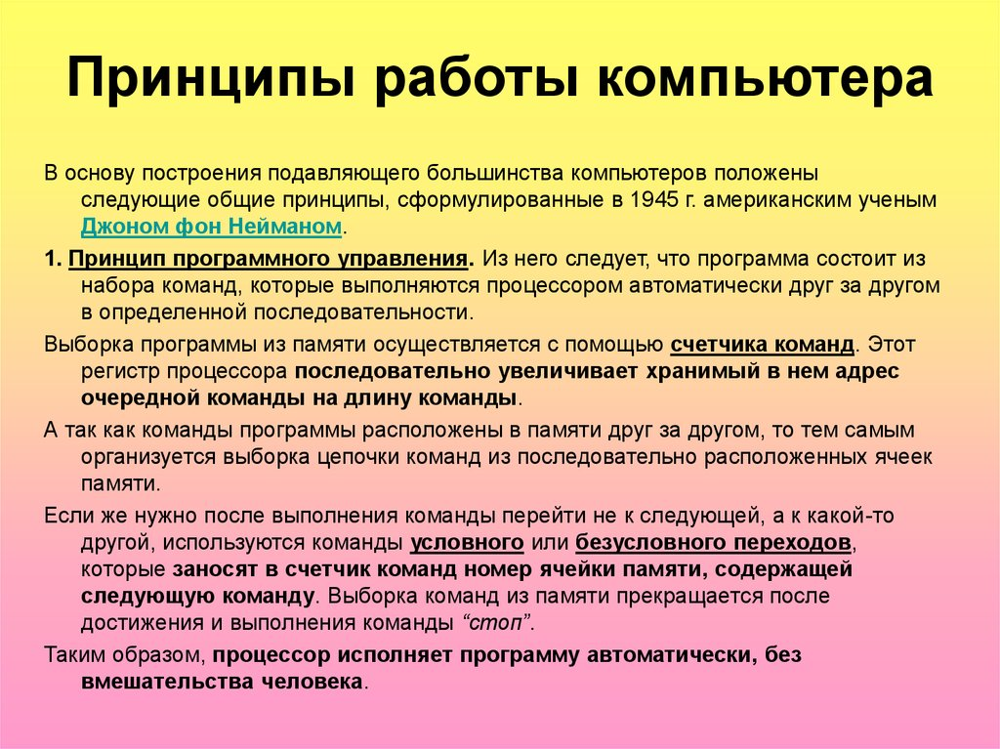 Принципы работы компьютера
В основу построения подавляющего большинства компьютеров положены
следующие общие принципы, сформулированные в 1945 г. американским ученым
Джоном фон Нейманом.
1. Принцип программного управления. Из него следует, что программа состоит из
набора команд, которые выполняются процессором автоматически друг за другом
в определенной последовательности.
Выборка программы из памяти осуществляется с помощью счетчика команд. Этот
регистр процессора последовательно увеличивает хранимый в нем адрес
очередной команды на длину команды.
А так как команды программы расположены в памяти друг за другом, то тем самым
организуется выборка цепочки команд из последовательно расположенных ячеек
памяти.
Если же нужно после выполнения команды перейти не к следующей, а к какой-то
другой, используются команды условного или безусловного переходов,
которые заносят в счетчик команд номер ячейки памяти, содержащей
следующую команду. Выборка команд из памяти прекращается после
достижения и выполнения команды “стоп”.
Таким образом, процессор исполняет программу автоматически, без
вмешательства человека.